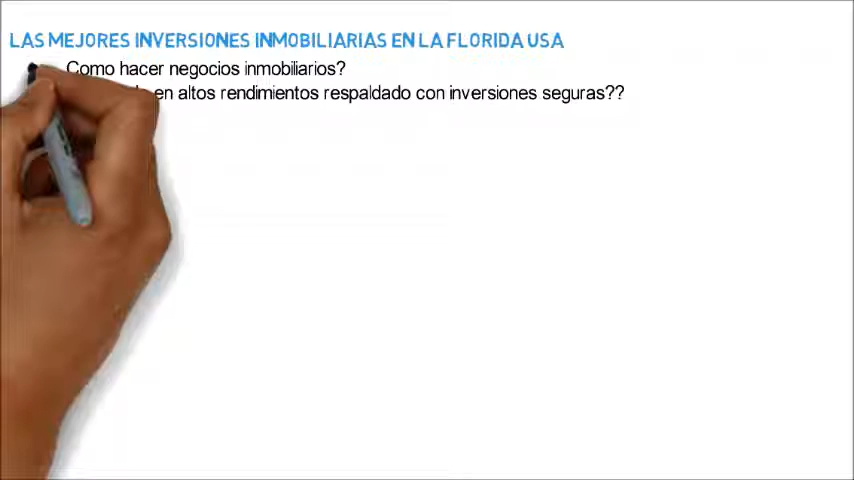 LAS MEJORES INVERSIONES INMOBILIARIAS EN LA FLORIDA USA
Como hacer negocios inmobiliarios?
en altos rendimientos respaldado con inversiones seguras??